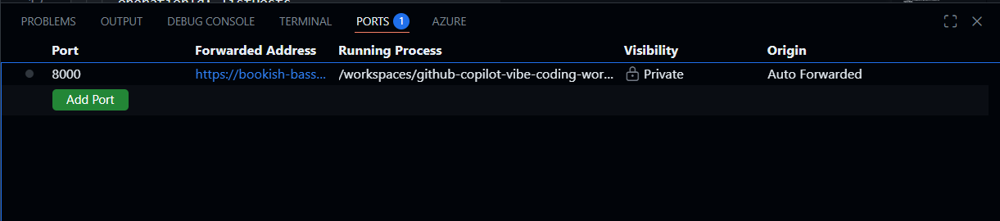 PROBLEMS OUTPUT DEBUG CONSOLE TERMINAL PORTS 1 AZURE
Port Forwarded Address Running Process Visibility Origin
8000 https://bookish-bass... /workspaces/github-copilot-vibe-coding-wor... Private Auto Forwarded
Add Port